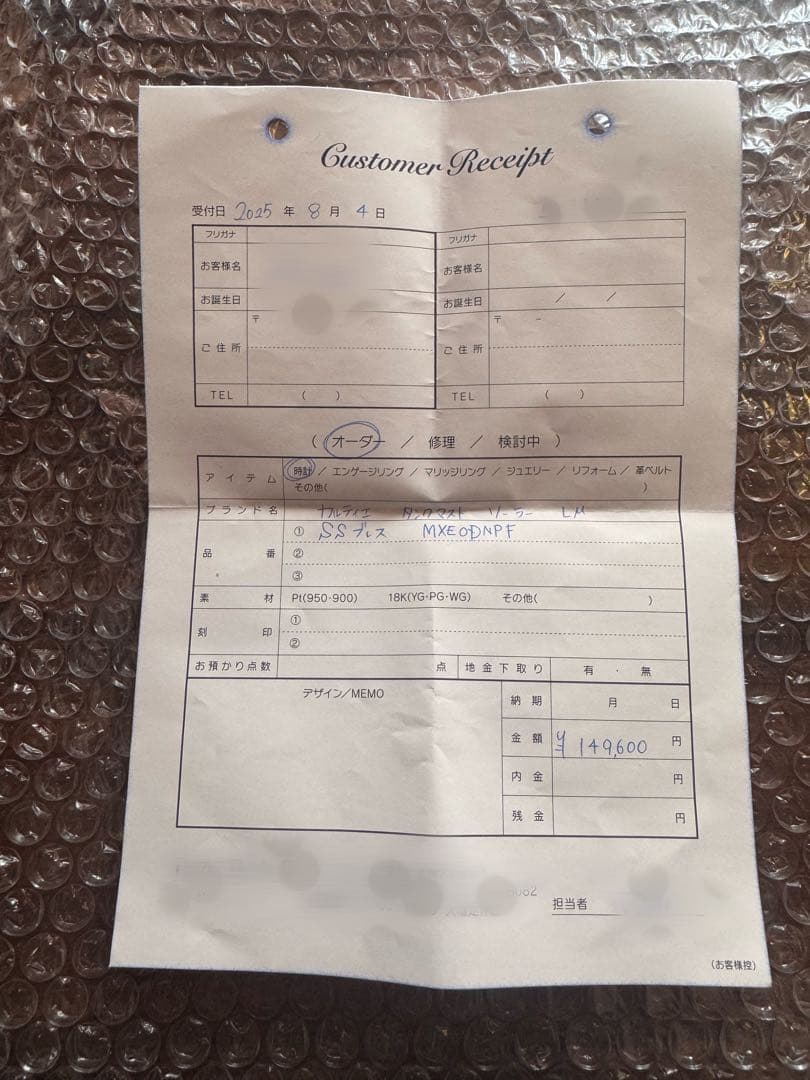 Customer Receipt
受付日 2025 年 8 月 4 日
フリガナ
お客様名
お誕生日
ご住所 〒
TEL ( )
フリガナ
お客様名
お誕生日 / /
ご住所 〒 -
TEL ( )
( オーダー / 修理 / 検討中 )
アイテム 時計 / エンゲージリング / マリッジリング / ジュエリー / リフォーム / 革ベルト
その他( )
ブランド名 カルティエ タンクマスト ソーラー LM
品番 ① SSブレス MXE0DNPF
②
③
素材 Pt(950・900) 18K(YG・PG・WG) その他( )
刻印 ①
②
お預かり点数 点 地金下取り 有 ・ 無
デザイン/MEMO
納期 月 日
金額 ¥149,600 円
内金 円
残金 円
担当者
(お客様控)